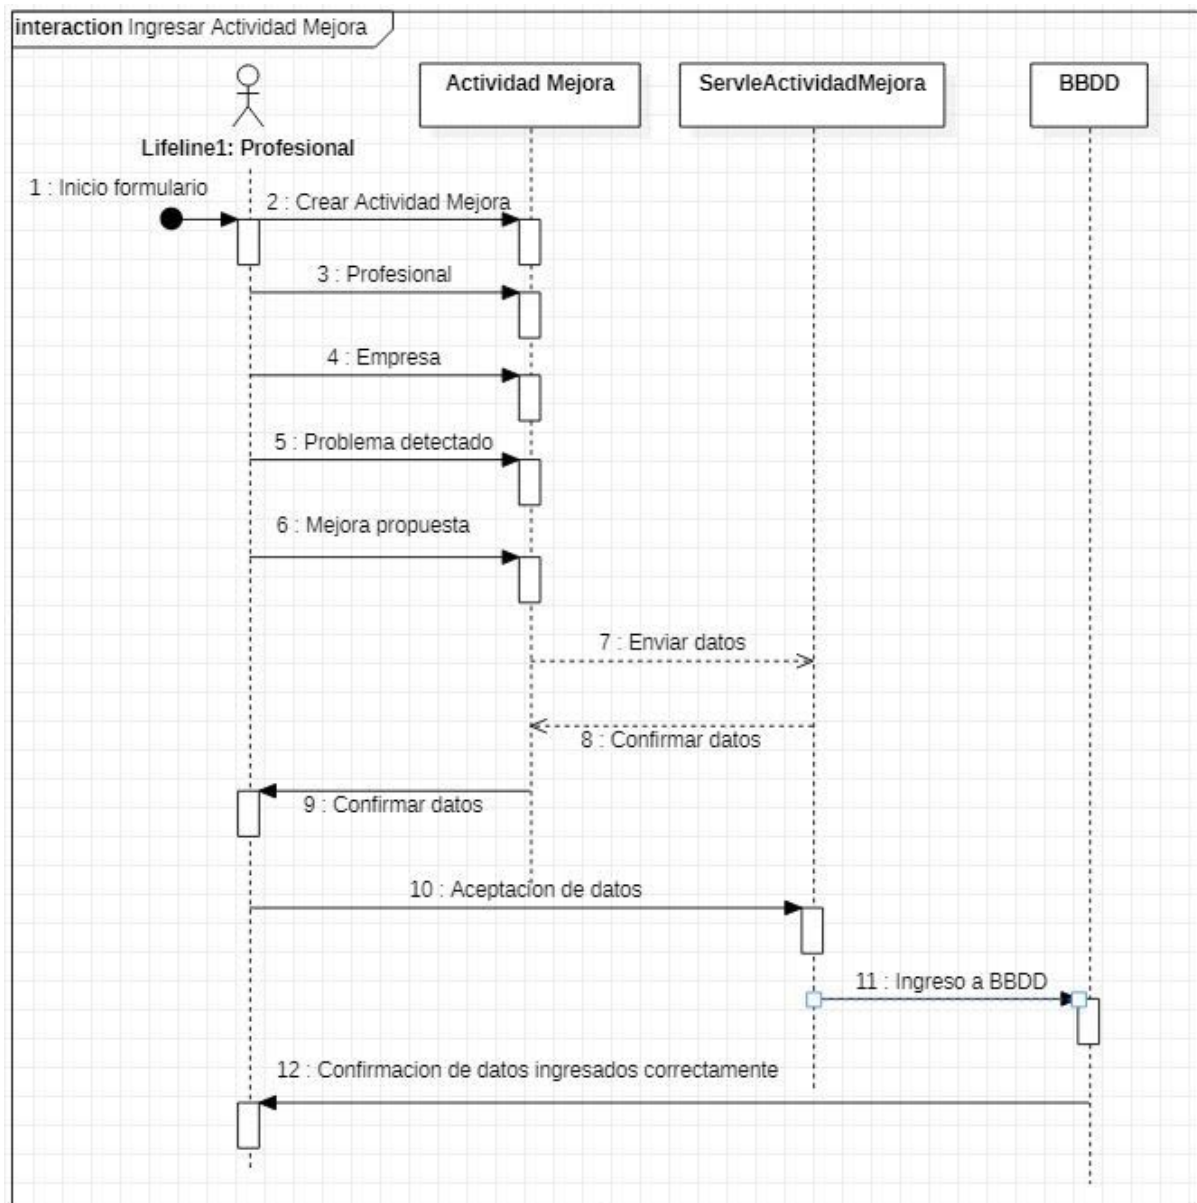 interaction Ingresar Actividad Mejora
Actividad Mejora
ServleActividadMejora
BBDD
Lifeline1: Profesional
1 : Inicio formulario
2 : Crear Actividad Mejora
3 : Profesional
4 : Empresa
5 : Problema detectado
6 : Mejora propuesta
7 : Enviar datos
8 : Confirmar datos
9 : Confirmar datos
10 : Aceptacion de datos
11 : Ingreso a BBDD
12 : Confirmacion de datos ingresados correctamente